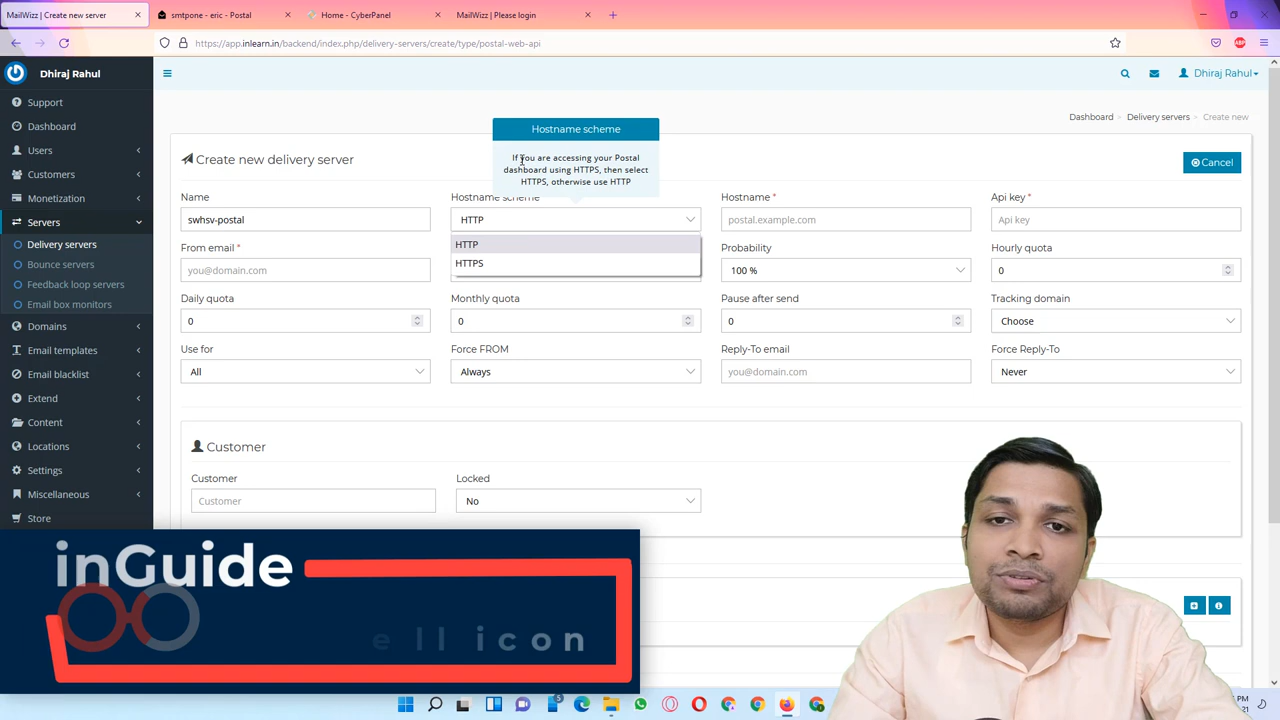 MailWizz | Create new server
smtpone - eric - Postal
Home - CyberPanel
MailWizz | Please login
https://app.inlearn.in/backend/index.php/delivery-servers/create/type/postal-web-api
Dhiraj Rahul
Dhiraj Rahul
Support
Dashboard
Users
Customers
Monetization
Servers
Delivery servers
Bounce servers
Feedback loop servers
Email box monitors
Domains
Email templates
Email blacklist
Extend
Content
Locations
Settings
Miscellaneous
Store
Dashboard > Delivery servers > Create new
Hostname scheme
If you are accessing your Postal
dashboard using HTTPS, then select
HTTPS, otherwise use HTTP
Create new delivery server
Cancel
Name
Hostname scheme
Hostname *
Api key *
swhsv-postal
HTTP
postal.example.com
Api key
From email *
HTTP
HTTPS
Probability
Hourly quota
you@domain.com
100 %
0
Daily quota
Monthly quota
Pause after send
Tracking domain
0
0
0
Choose
Use for
Force FROM
Reply-To email
Force Reply-To
All
Always
you@domain.com
Never
Customer
Customer
Locked
Customer
No
inGuide
ell icon